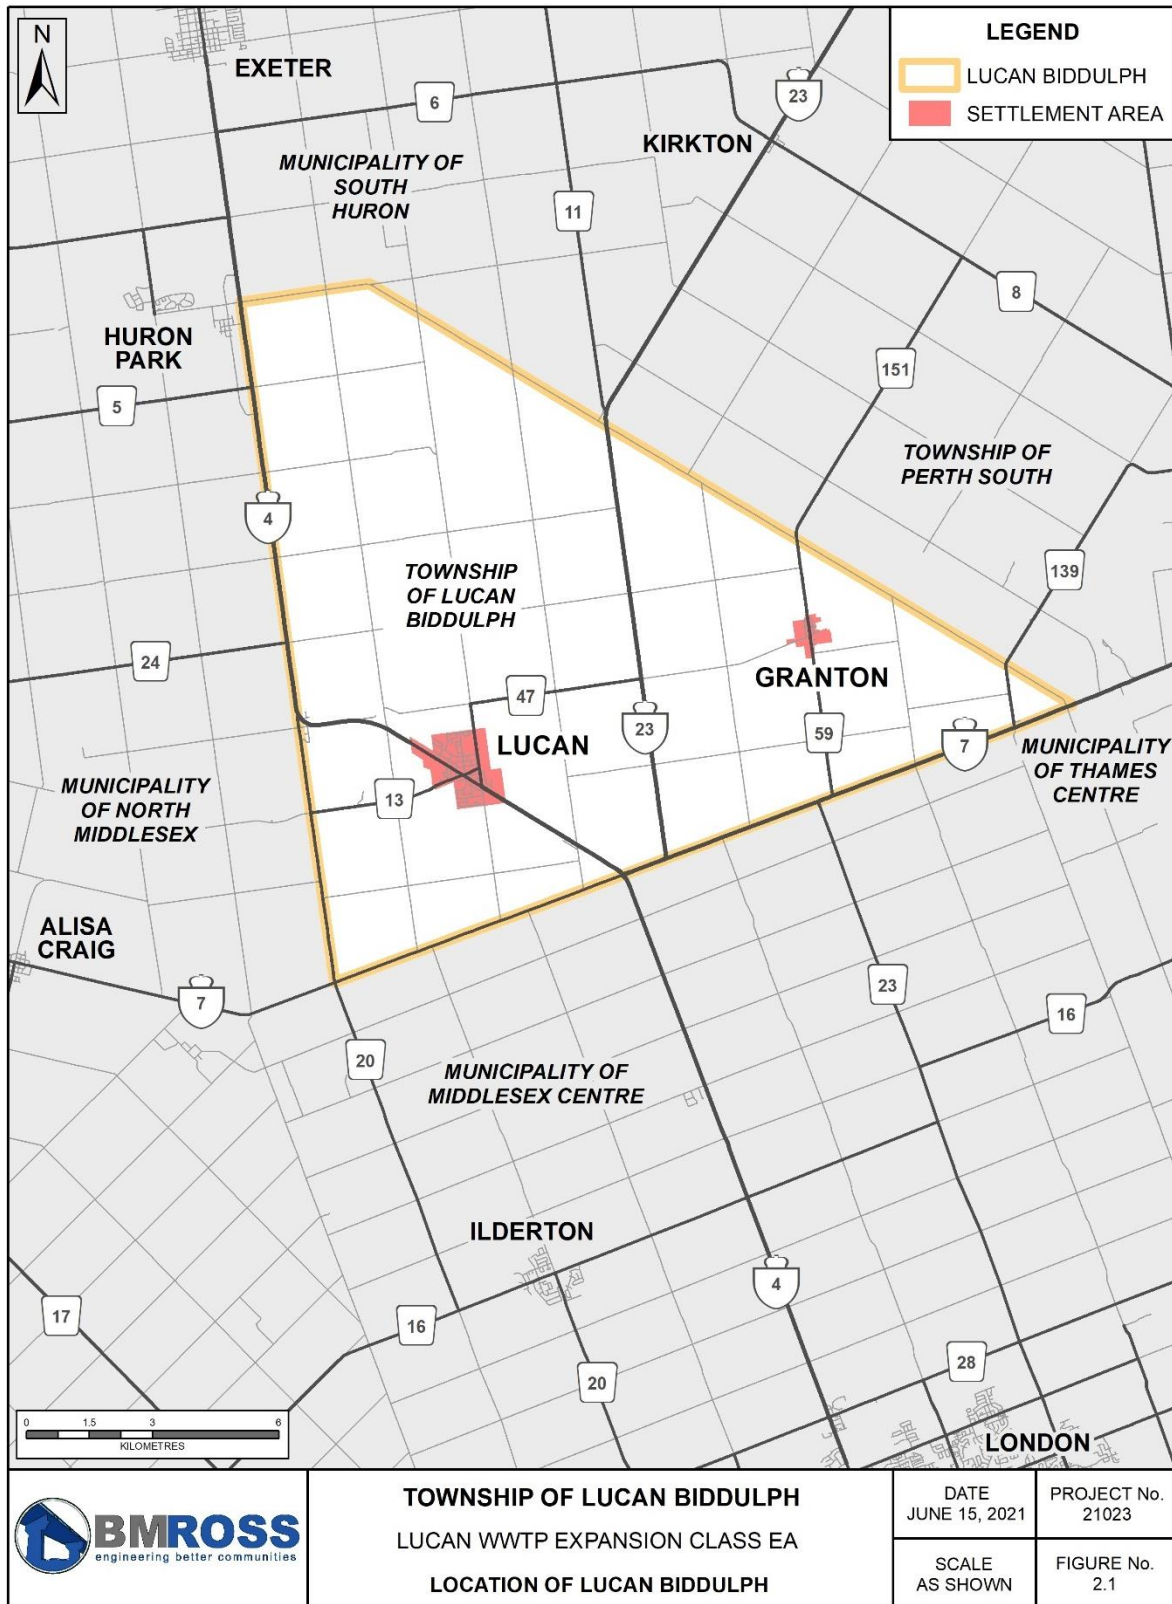 N
EXETER
6
23
LEGEND
LUCAN BIDDULPH
SETTLEMENT AREA
KIRKTON
MUNICIPALITY OF
SOUTH
HURON
11
8
HURON
PARK
5
151
4
TOWNSHIP OF
PERTH SOUTH
139
TOWNSHIP
OF LUCAN
BIDDULPH
24
47
GRANTON
LUCAN
23
59
7
MUNICIPALITY
OF THAMES
CENTRE
MUNICIPALITY
OF NORTH
MIDDLESEX
13
ALISA
CRAIG
7
23
16
20
MUNICIPALITY OF
MIDDLESEX CENTRE
ILDERTON
4
17
16
20
28
LONDON
0 1.5 3 6
KILOMETRES
BMROSS
engineering better communities
TOWNSHIP OF LUCAN BIDDULPH
LUCAN WWTP EXPANSION CLASS EA
LOCATION OF LUCAN BIDDULPH
DATE
JUNE 15, 2021
PROJECT No.
21023
SCALE
AS SHOWN
FIGURE No.
2.1